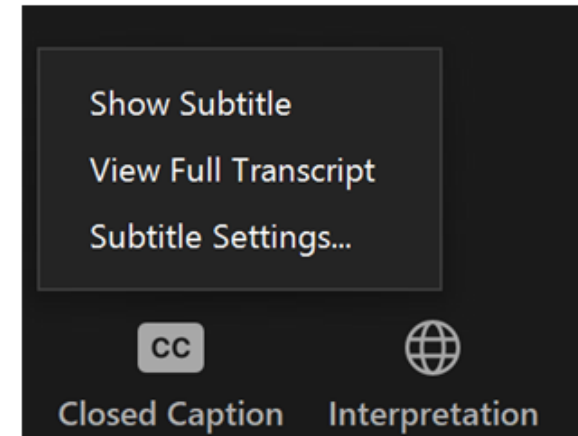 Show Subtitle
View Full Transcript
Subtitle Settings...
CC
Closed Caption
Interpretation